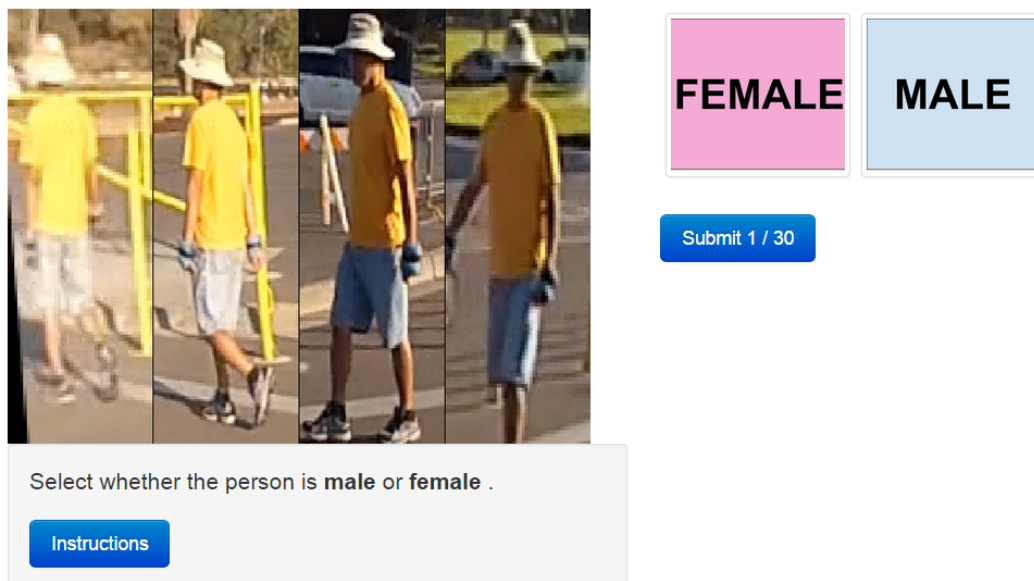 FEMALE
MALE
Submit 1 / 30
Select whether the person is male or female .
Instructions